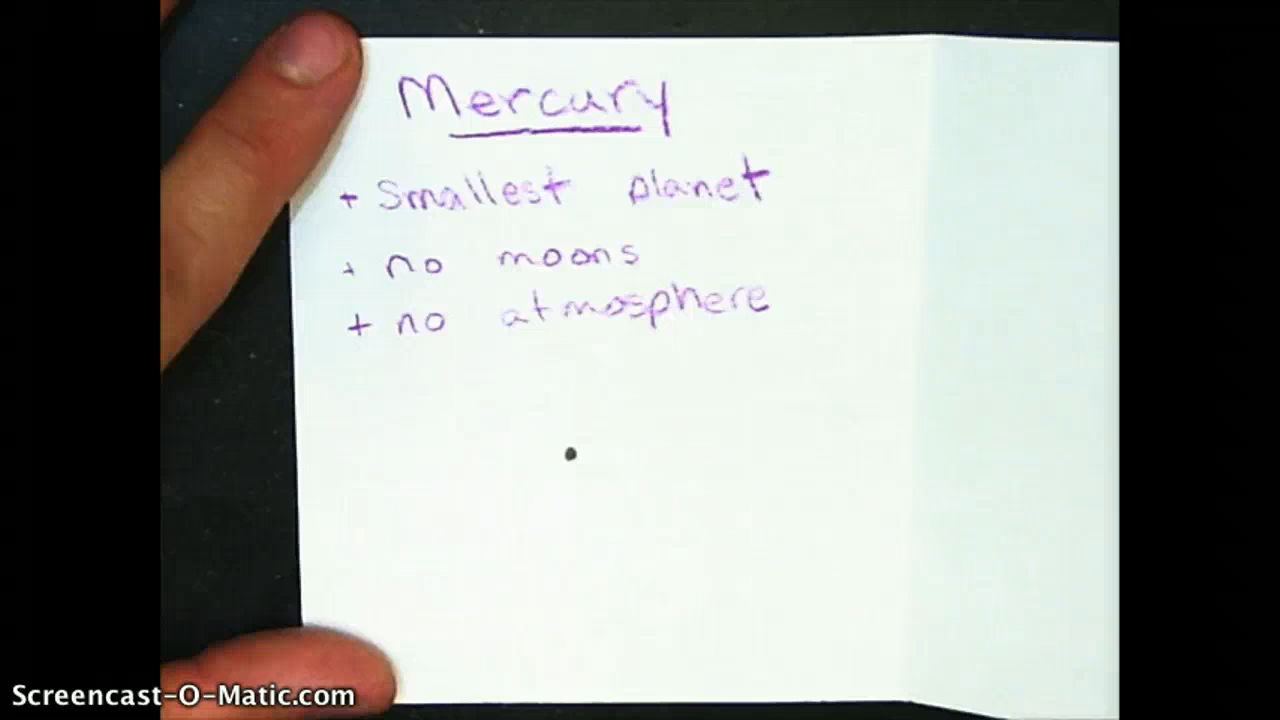 Mercury
+ Smallest planet
+ no moons
+ no atmosphere
Screencast-O-Matic.com